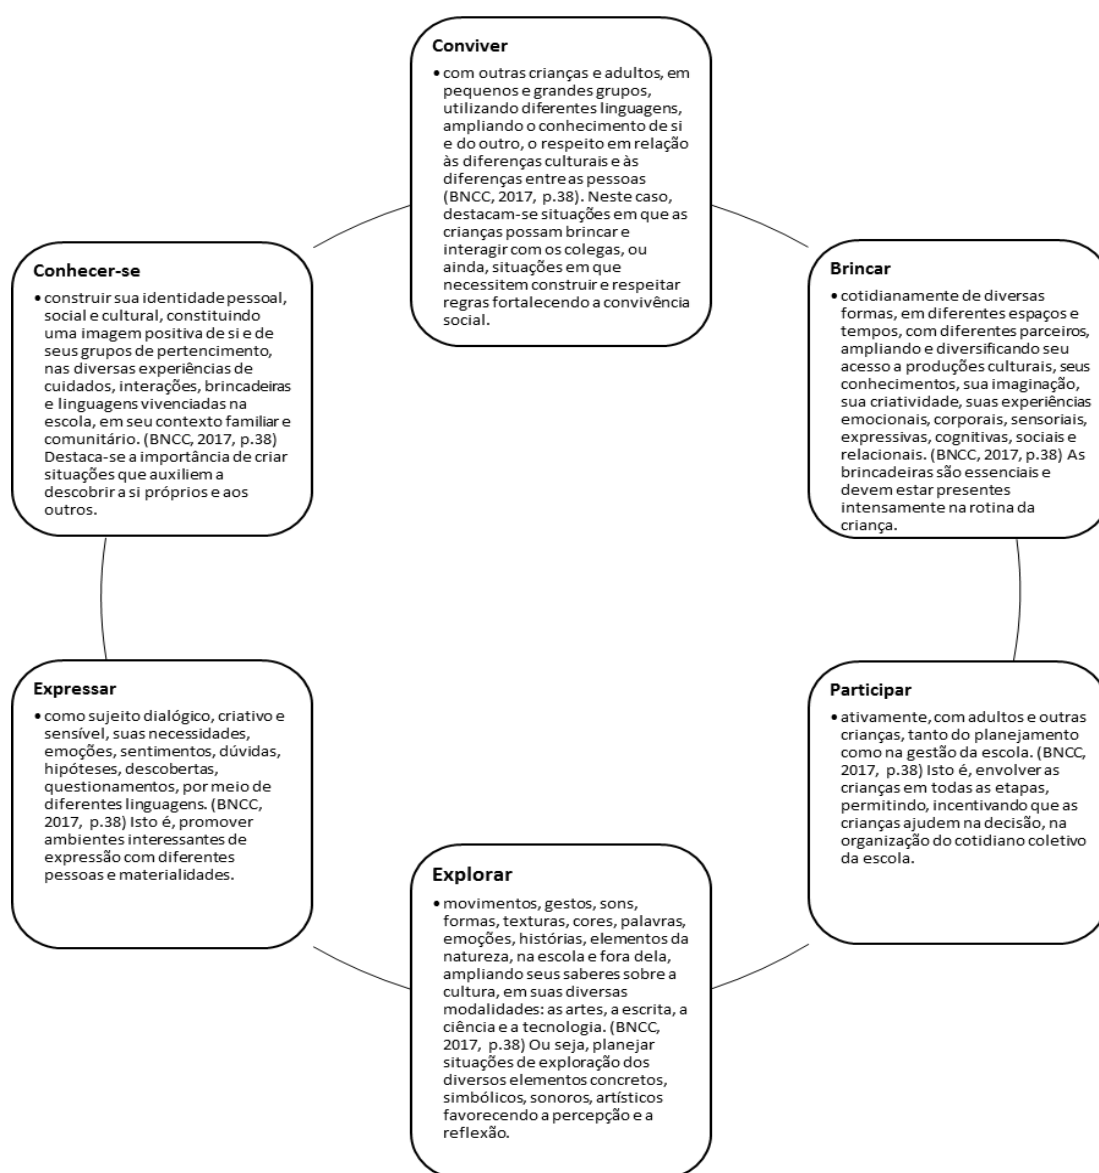 Conviver
• com outras crianças e adultos, em
pequenos e grandes grupos,
utilizando diferentes linguagens,
ampliando o conhecimento de si
e do outro, o respeito em relação
às diferenças culturais e às
diferenças entre as pessoas
(BNCC, 2017, p.38). Neste caso,
destacam-se situações em que as
crianças possam brincar e
interagir com os colegas, ou
ainda, situações em que
necessitem construir e respeitar
regras fortalecendo a convivência
social.
Brincar
• cotidianamente de diversas
formas, em diferentes espaços e
tempos, com diferentes parceiros,
ampliando e diversificando seu
acesso a produções culturais, seus
conhecimentos, sua imaginação,
sua criatividade, suas experiências
emocionais, corporais, sensoriais,
expressivas, cognitivas, sociais e
relacionais. (BNCC, 2017, p.38) As
brincadeiras são essenciais e
devem estar presentes
intensamente na rotina da
criança.
Participar
• ativamente, com adultos e outras
crianças, tanto do planejamento
como na gestão da escola. (BNCC,
2017, p.38) Isto é, envolver as
crianças em todas as etapas,
permitindo, incentivando que as
crianças ajudem na decisão, na
organização do cotidiano coletivo
da escola.
Explorar
• movimentos, gestos, sons,
formas, texturas, cores, palavras,
emoções, histórias, elementos da
natureza, na escola e fora dela,
ampliando seus saberes sobre a
cultura, em suas diversas
modalidades: as artes, a escrita, a
ciência e a tecnologia. (BNCC,
2017, p.38) Ou seja, planejar
situações de exploração dos
diversos elementos concretos,
simbólicos, sonoros, artísticos
favorecendo a percepção e a
reflexão.
Expressar
• como sujeito dialógico, criativo e
sensível, suas necessidades,
emoções, sentimentos, dúvidas,
hipóteses, descobertas,
questionamentos, por meio de
diferentes linguagens. (BNCC,
2017, p.38) Isto é, promover
ambientes interessantes de
expressão com diferentes
pessoas e materialidades.
Conhecer-se
• construir sua identidade pessoal,
social e cultural, constituindo
uma imagem positiva de si e de
seus grupos de pertencimento,
nas diversas experiências de
cuidados, interações, brincadeiras
e linguagens vivenciadas na
escola, em seu contexto familiar e
comunitário. (BNCC, 2017, p.38)
Destaca-se a importância de criar
situações que auxiliem a
descobrir a si próprios e aos
outros.